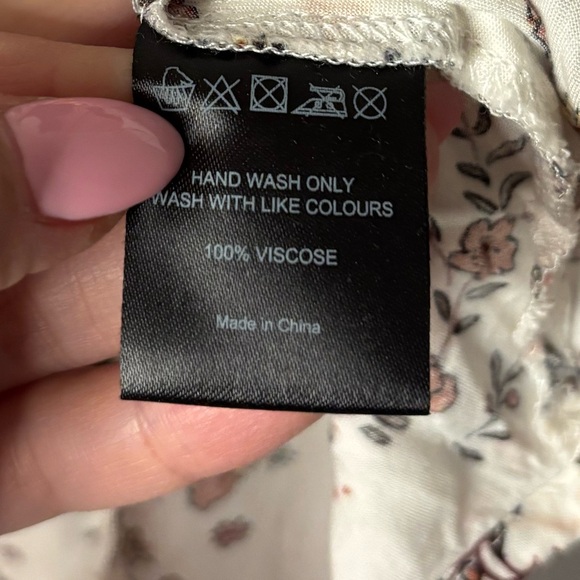 HAND WASH ONLY
WASH WITH LIKE COLOURS
100% VISCOSE
Made in China